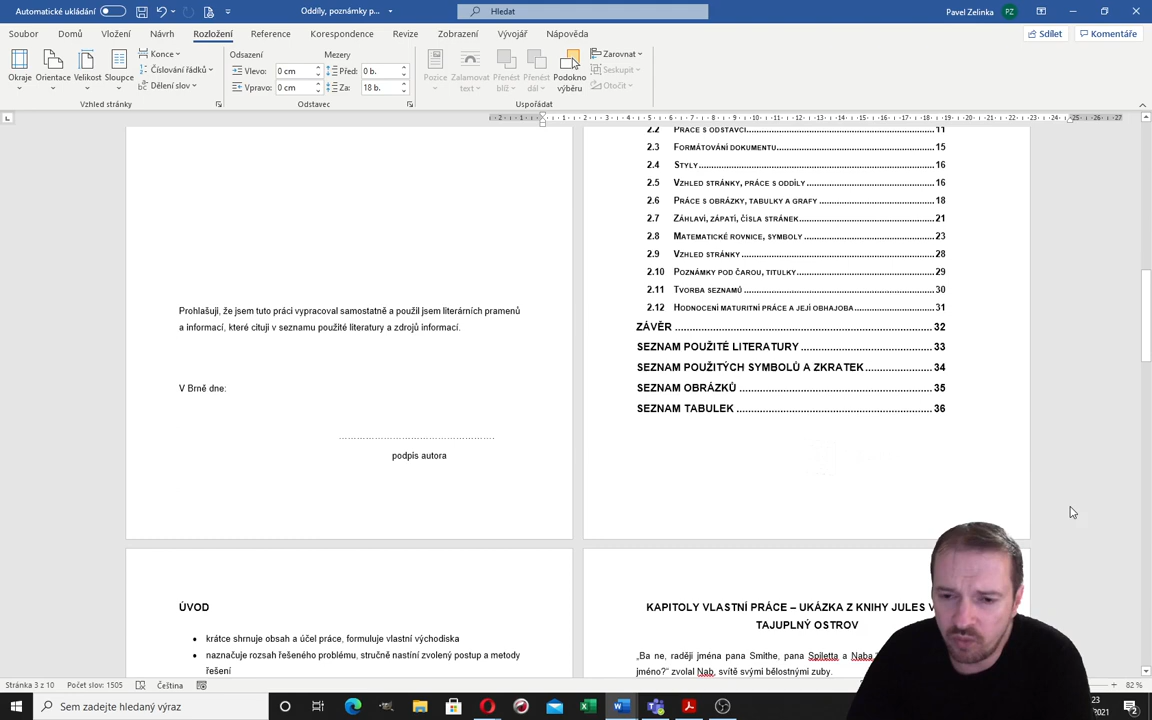 Automatické ukládání
Oddíly, poznámky p...
Hledat
Pavel Zelinka
PZ
Soubor Domů Vložení Návrh Rozložení Reference Korespondence Revize Zobrazení Vývojář Nápověda
Sdílet
Komentáře
Okraje
Orientace
Velikost
Sloupce
Konce
Číslování řádků
Dělení slov
Vzhled stránky
Odsazení
Vlevo: 0 cm
Vpravo: 0 cm
Mezery
Před: 0 b.
Za: 18 b.
Odstavec
Pozice
Zalamovat text
Přenést blíž
Přenést dál
Podokno výběru
Zarovnat
Seskupit
Otočit
Uspořádat
Prohlašuji, že jsem tuto práci vypracoval samostatně a použil jsem literárních pramenů
a informací, které cituji v seznamu použité literatury a zdrojů informací.
V Brně dne:
…………………………………………
podpis autora
2.2 Práce s odstavci 11
2.3 Formátování dokumentu 15
2.4 Styly 16
2.5 Vzhled stránky, práce s oddíly 16
2.6 Práce s obrázky, tabulky a grafy 18
2.7 Záhlaví, zápatí, čísla stránek 21
2.8 Matematické rovnice, symboly 23
2.9 Vzhled stránky 28
2.10 Poznámky pod čarou, titulky 29
2.11 Tvorba seznamů 30
2.12 Hodnocení maturitní práce a její obhajoba 31
ZÁVĚR 32
SEZNAM POUŽITÉ LITERATURY 33
SEZNAM POUŽITÝCH SYMBOLŮ A ZKRATEK 34
SEZNAM OBRÁZKŮ 35
SEZNAM TABULEK 36
ÚVOD
• krátce shrnuje obsah a účel práce, formuluje vlastní východiska
• naznačuje rozsah řešeného problému, stručně nastíní zvolený postup a metody
řešení
KAPITOLY VLASTNÍ PRÁCE – UKÁZKA Z KNIHY JULES V
TAJUPLNÝ OSTROV
„Ba ne, raději jména pana Smithe, pana Spiletta a Naba
jméno?“ zvolal Nab, svítě svými bělostnými zuby.
Stránka 3 z 10
Počet slov: 1505
Čeština
82 %
Sem zadejte hledaný výraz